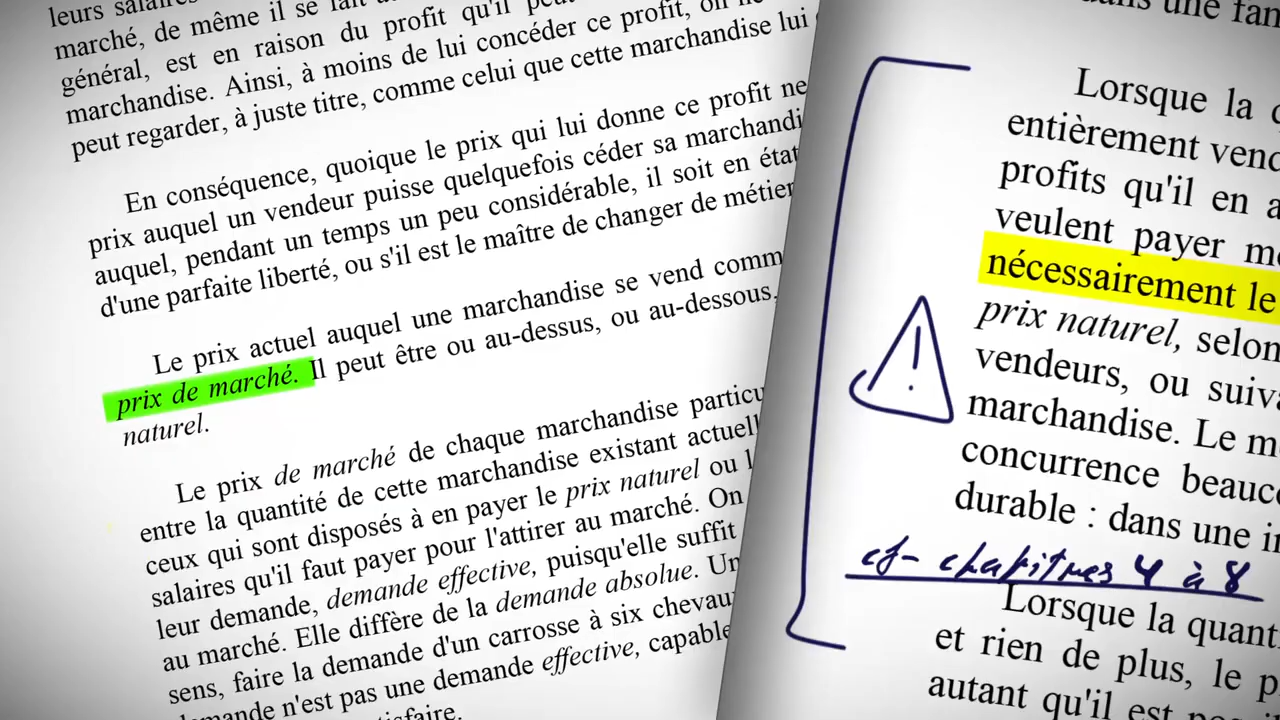 leurs salaires
marché, de même il se fait
général, est en raison du profit qu'il
marchandise. Ainsi, à moins de lui concéder ce profit,
peut regarder, à juste titre, comme celui que cette marchandise lui
En conséquence, quoique le prix qui lui donne ce profit ne
prix auquel un vendeur puisse quelquefois céder sa marchandi
auquel, pendant un temps un peu considérable, il soit en état
d'une parfaite liberté, ou s'il est le maître de changer de métier
Le prix actuel auquel une marchandise se vend comm
prix de marché. Il peut être ou au-dessus, ou au-dessous,
naturel.
Le prix de marché de chaque marchandise particu
entre la quantité de cette marchandise existant actuell
ceux qui sont disposés à en payer le prix naturel ou l
salaires qu'il faut payer pour l'attirer au marché. On
leur demande, demande effective, puisqu'elle suffit
au marché. Elle diffère de la demande absolue. Un
sens, faire la demande d'un carrosse à six chevau
demande n'est pas une demande effective, capable
dans une fam
Lorsque la
entièrement vend
profits qu'il en a
veulent payer m
nécessairement le
prix naturel, selon
vendeurs, ou suiva
marchandise. Le m
concurrence beauc
durable : dans une in
cf- chapitres 4 à 8
Lorsque la quanti
et rien de plus, le p
autant qu'il est